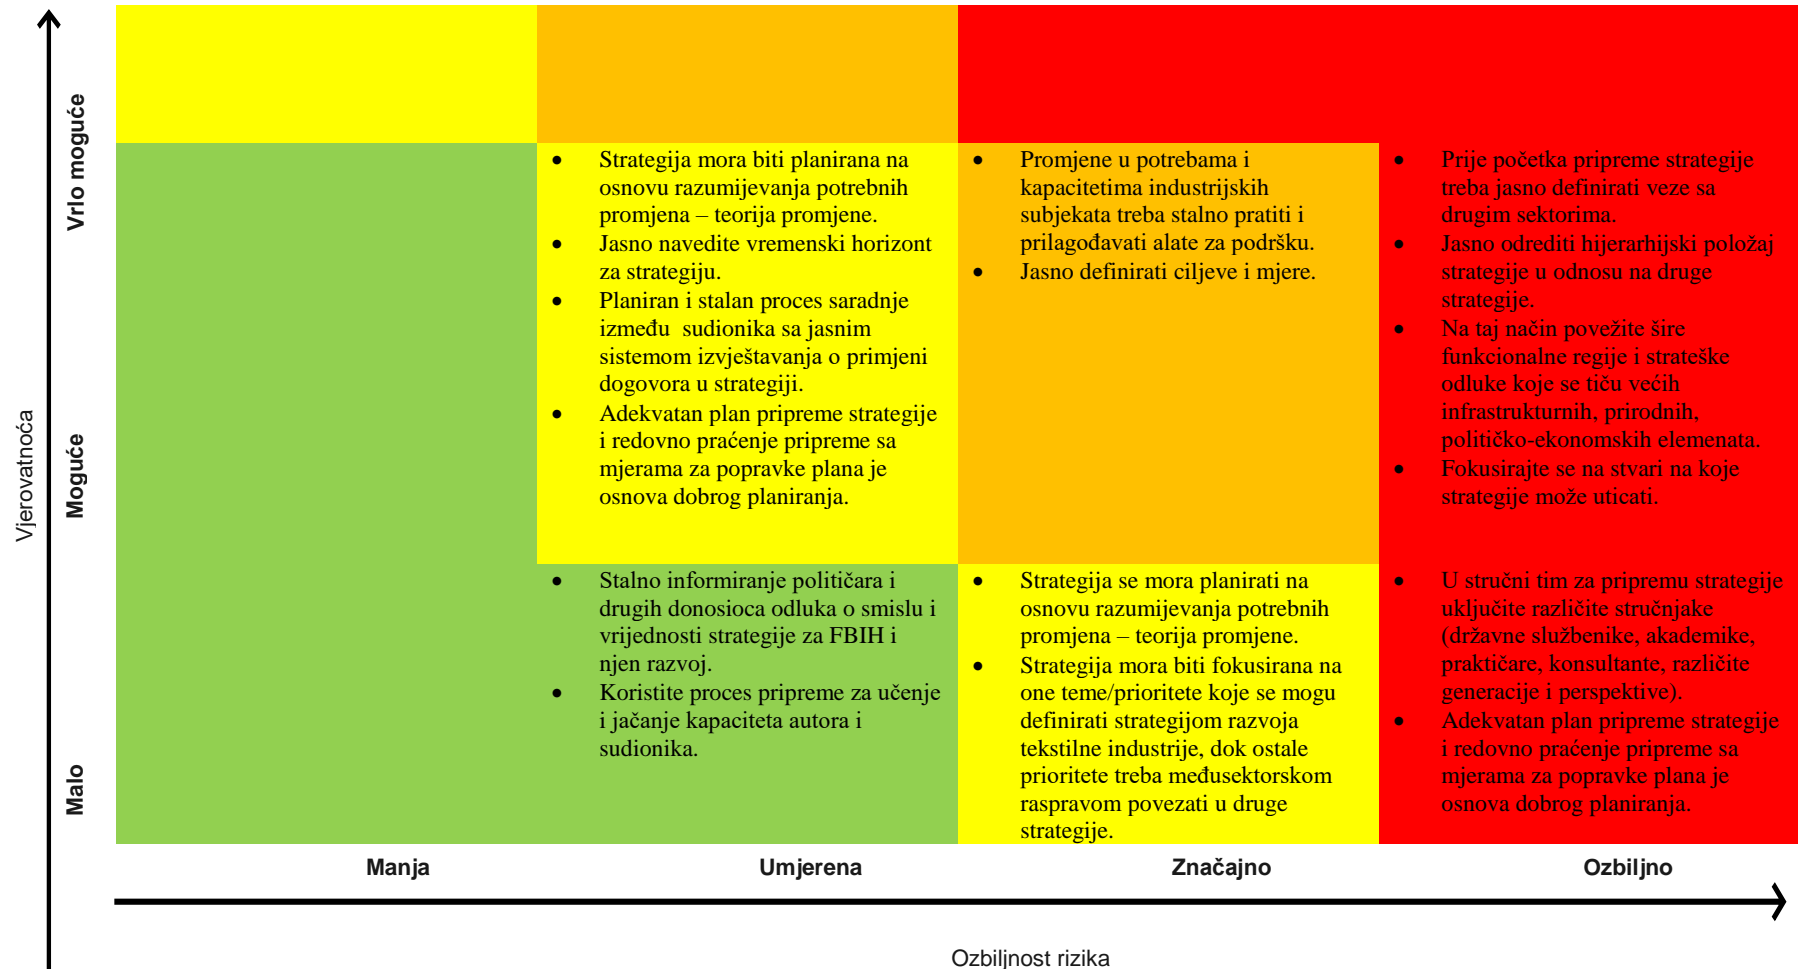 Vjerovatnoća
Vrlo moguće
• Strategija mora biti planirana na
osnovu razumijevanja potrebnih
promjena – teorija promjene.
• Jasno navedite vremenski horizont
za strategiju.
• Planiran i stalan proces saradnje
između  sudionika sa jasnim
sistemom izvještavanja o primjeni
dogovora u strategiji.
• Adekvatan plan pripreme strategije
i redovno praćenje pripreme sa
mjerama za popravke plana je
osnova dobrog planiranja.
• Promjene u potrebama i
kapacitetima industrijskih
subjekata treba stalno pratiti i
prilagođavati alate za podršku.
• Jasno definirati ciljeve i mjere.
• Prije početka pripreme strategije
treba jasno definirati veze sa
drugim sektorima.
• Jasno odrediti hijerarhijski položaj
strategije u odnosu na druge
strategije.
• Na taj način povežite šire
funkcionalne regije i strateške
odluke koje se tiču većih
infrastrukturnih, prirodnih,
političko-ekonomskih elemenata.
• Fokusirajte se na stvari na koje
strategije može uticati.
Moguće
• Stalno informiranje političara i
drugih donosioca odluka o smislu i
vrijednosti strategije za FBIH i
njen razvoj.
• Koristite proces pripreme za učenje
i jačanje kapaciteta autora i
sudionika.
• Strategija se mora planirati na
osnovu razumijevanja potrebnih
promjena – teorija promjene.
• Strategija mora biti fokusirana na
one teme/prioritete koje se mogu
definirati strategijom razvoja
tekstilne industrije, dok ostale
prioritete treba međusektorskom
raspravom povezati u druge
strategije.
• U stručni tim za pripremu strategije
uključite različite stručnjake
(državne službenike, akademike,
praktičare, konsultante, različite
generacije i perspektive).
• Adekvatan plan pripreme strategije
i redovno praćenje pripreme sa
mjerama za popravke plana je
osnova dobrog planiranja.
Malo
Manja
Umjerena
Značajno
Ozbiljno
Ozbiljnost rizika